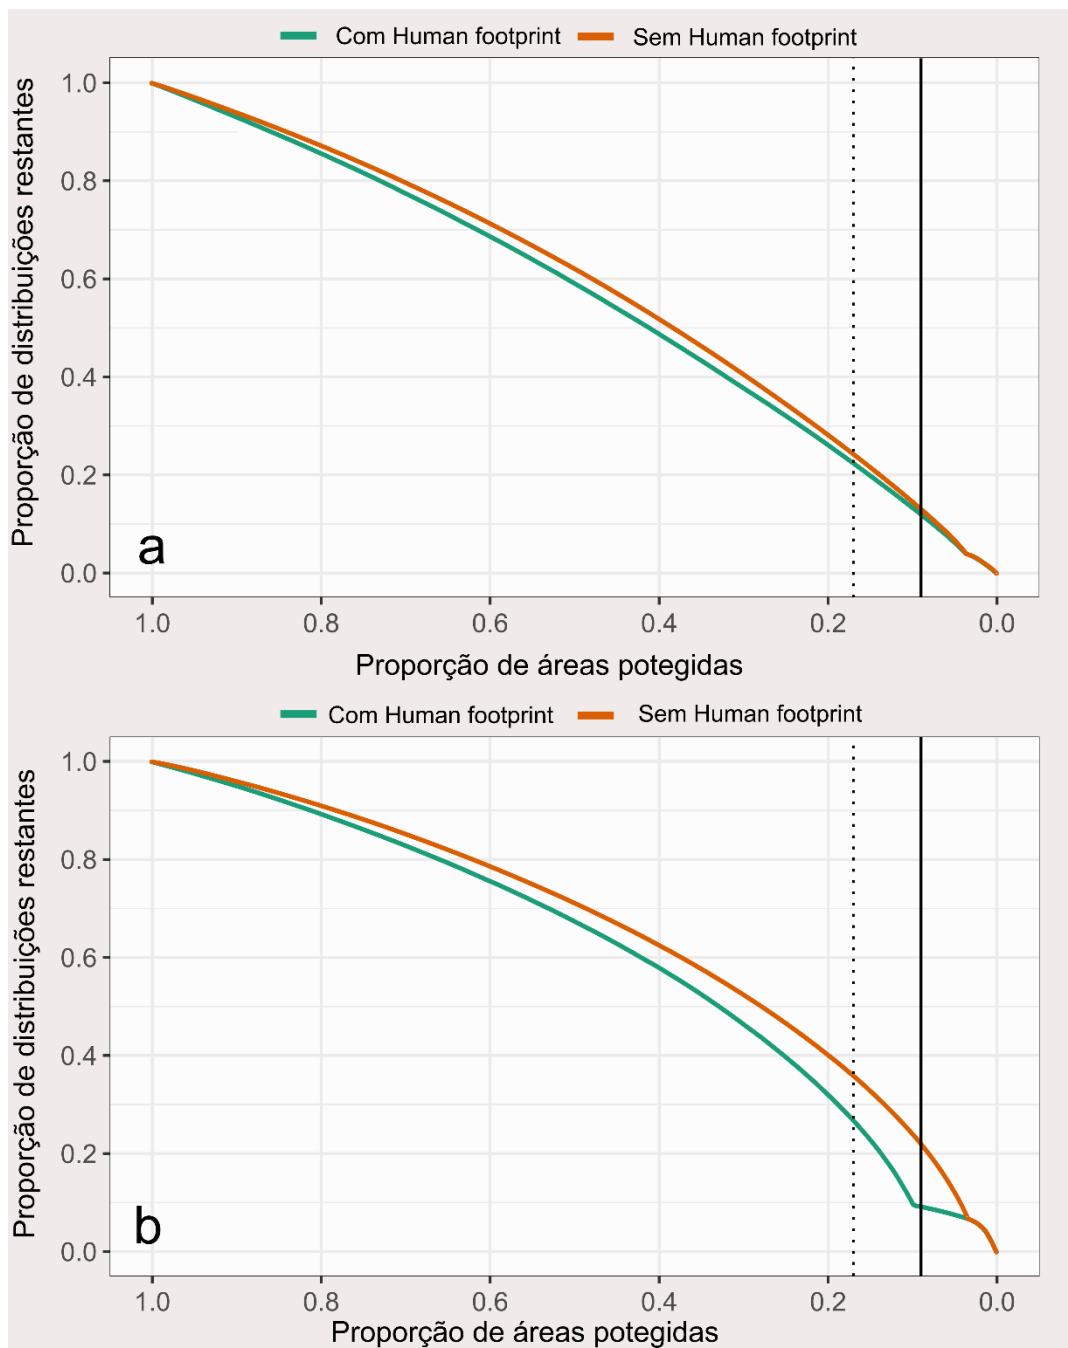 Com Human footprint Sem Human footprint
Proporção de distribuições restantes
1.0
0.8
0.6
0.4
0.2
0.0
a
1.0 0.8 0.6 0.4 0.2 0.0
Proporção de áreas potegidas
Com Human footprint Sem Human footprint
Proporção de distribuições restantes
1.0
0.8
0.6
0.4
0.2
0.0
b
1.0 0.8 0.6 0.4 0.2 0.0
Proporção de áreas potegidas